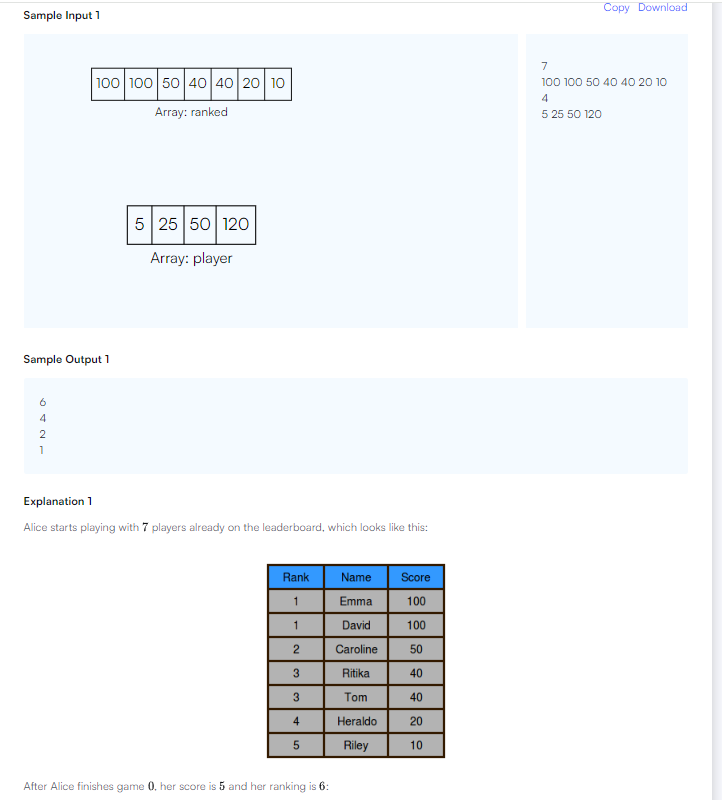 Copy Download
Sample Input 1
100 100 50 40 40 20 10
Array: ranked
5 25 50 120
Array: player
7
100 100 50 40 40 20 10
4
5 25 50 120
Sample Output 1
6
4
2
1
Explanation 1
Alice starts playing with 7 players already on the leaderboard, which looks like this:
Rank Name Score
1 Emma 100
1 David 100
2 Caroline 50
3 Ritika 40
3 Tom 40
4 Heraldo 20
5 Riley 10
After Alice finishes game 0, her score is 5 and her ranking is 6: